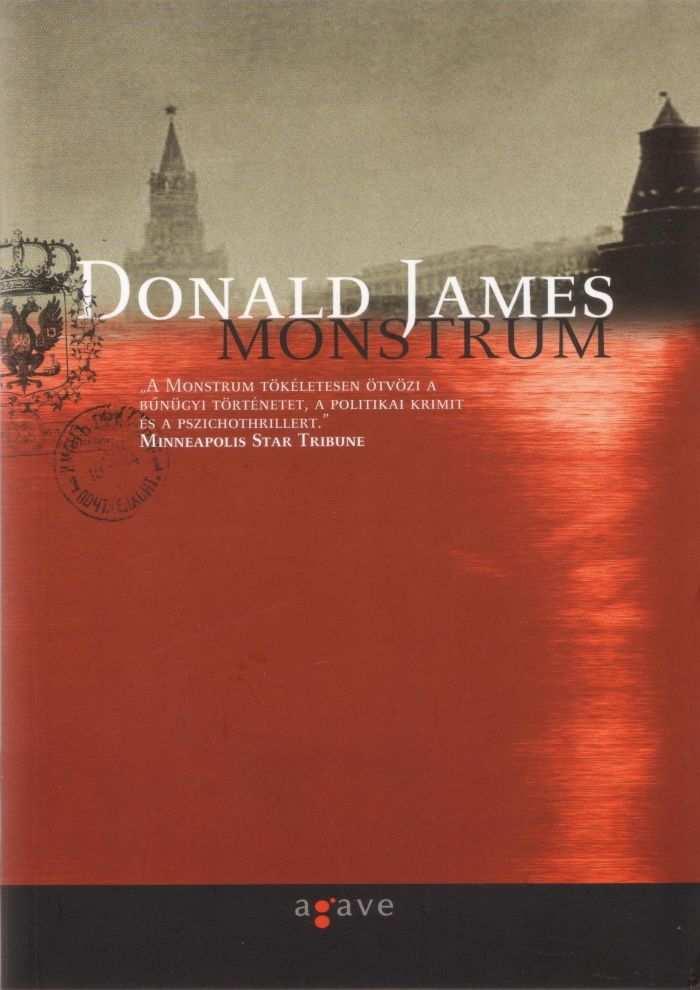 DONALD JAMES
MONSTRUM
„A MONSTRUM TÖKÉLETESEN ÖTVÖZI A
BŰNÜGYI TÖRTÉNETET, A POLITIKAI KRIMIT
ÉS A PSZICHOTHRILLERT.”
MINNEAPOLIS STAR TRIBUNE
agave